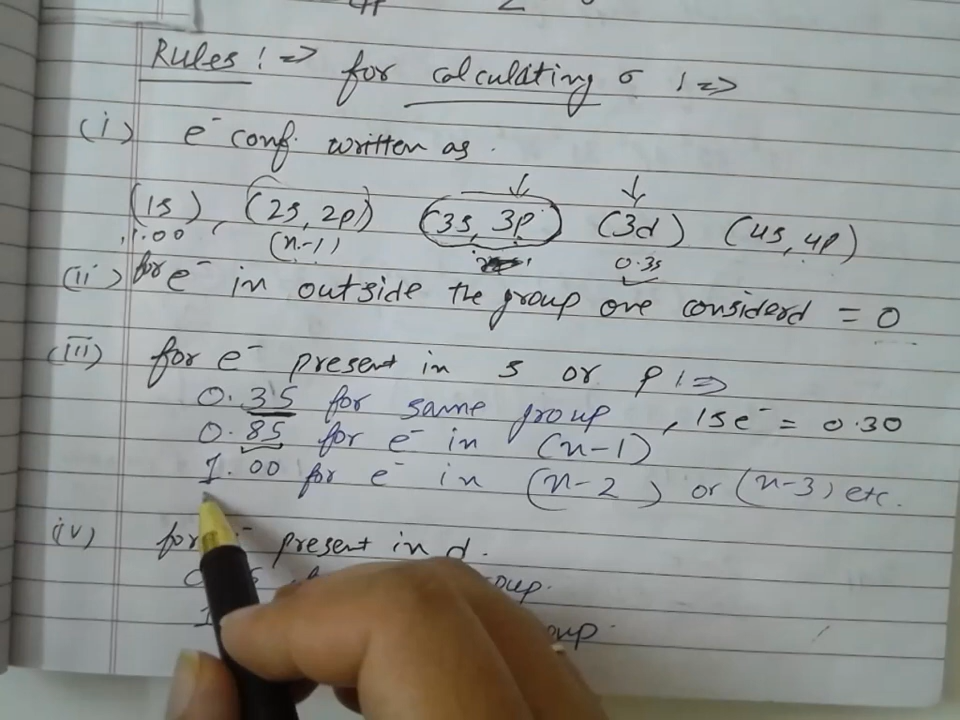 Rules !⇒ for calculating σ !⇒
(i) e⁻ conf. written as.
(1s), (2s, 2p) (3s, 3p) (3d) (4s, 4p)
1.00 (n-1) 0.35
(ii) for e⁻ in outside the group are considerd = 0
(iii) for e⁻ present in s or p !⇒
0.35 for same group, 1s e⁻ = 0.30
0.85 for e⁻ in (n-1)
1.00 for e⁻ in (n-2) or (n-3) etc.
(iv) for present in d.